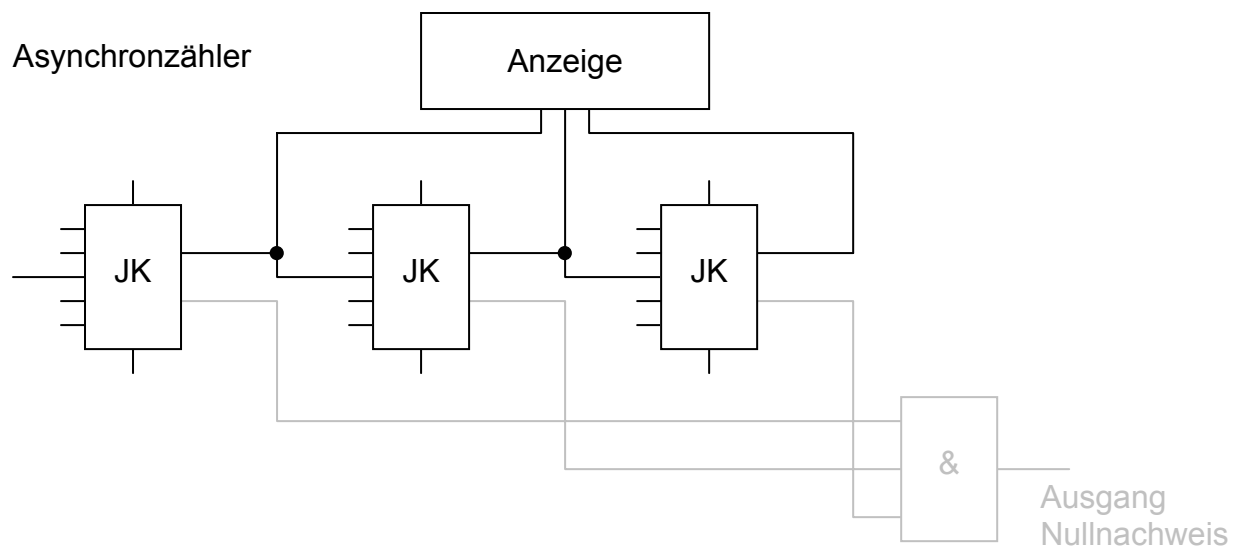 Asynchronzähler
Anzeige
JK
JK
JK
&
Ausgang
Nullnachweis